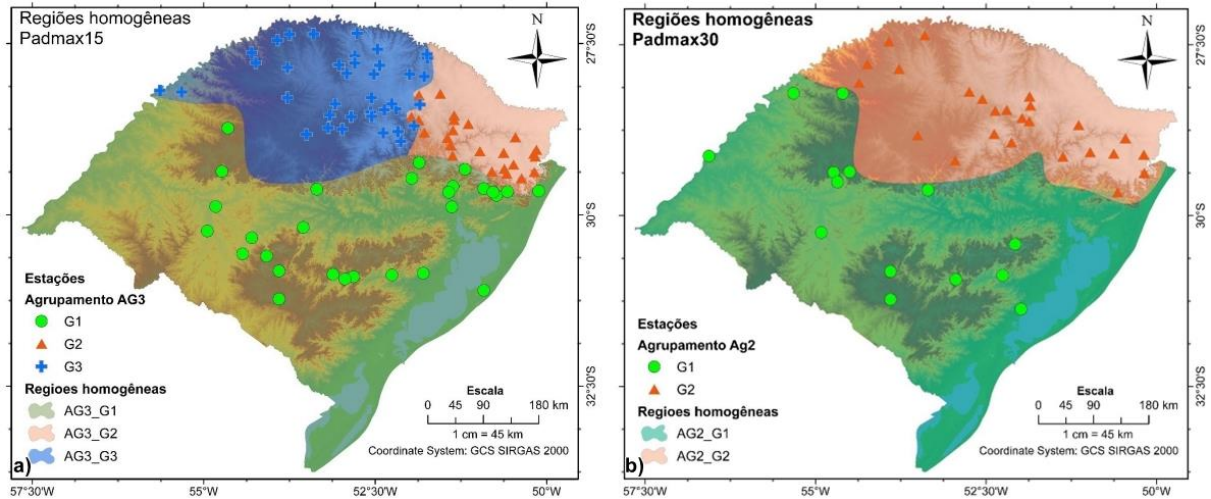 Regiões homogêneas
Padmax15
N
Estações
Agrupamento AG3
G1
G2
G3
Regioes homogêneas
AG3_G1
AG3_G2
AG3_G3
Escala
0 45 90 180 km
1 cm = 45 km
Coordinate System: GCS SIRGAS 2000
a)
57°30'W 55°W 52°30'W 50°W
27°30'S
30°S
32°30'S
Regiões homogêneas
Padmax30
N
Estações
Agrupamento Ag2
G1
G2
Regiões homogêneas
AG2_G1
AG2_G2
Escala
0 45 90 180 km
1 cm = 45 km
Coordinate System: GCS SIRGAS 2000
b)
57°30'W 55°W 52°30'W 50°W
27°30'S
30°S
32°30'S